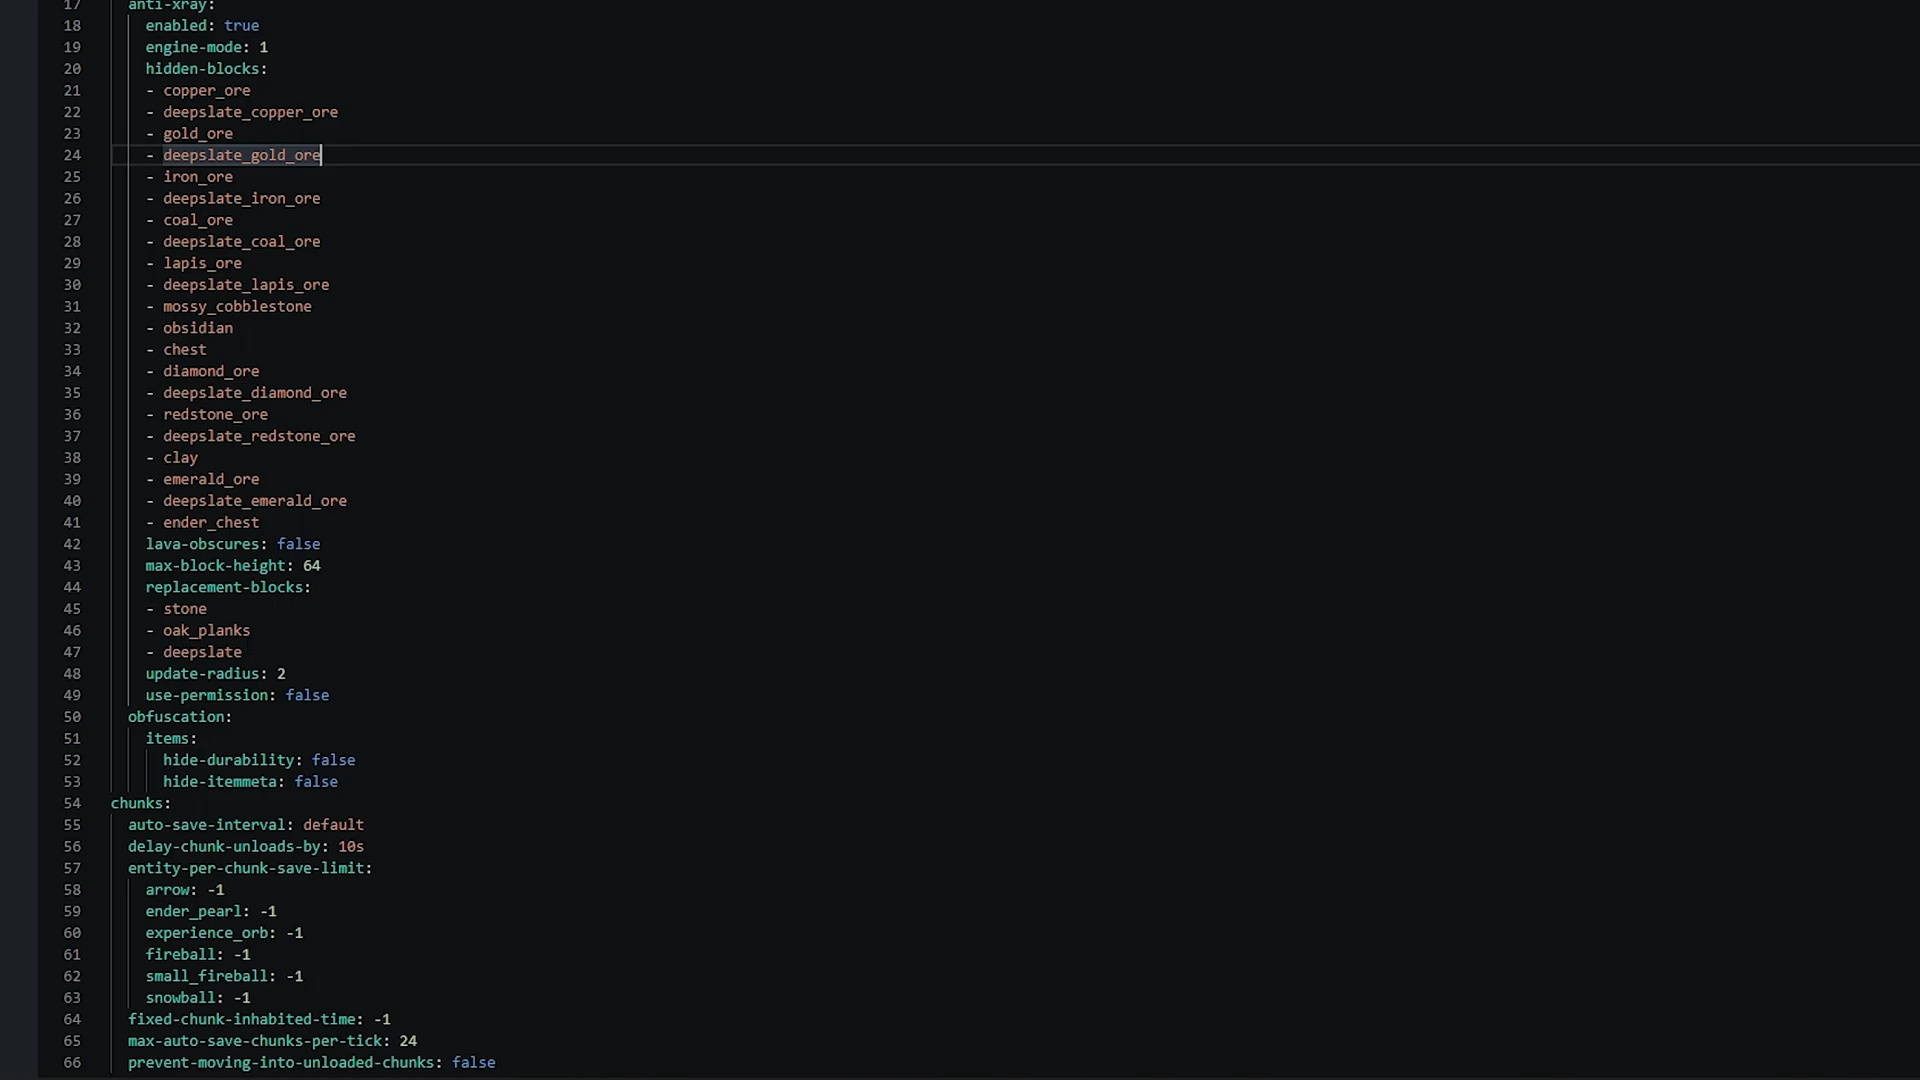 17 anti-xray:
18 enabled: true
19 engine-mode: 1
20 hidden-blocks:
21 - copper_ore
22 - deepslate_copper_ore
23 - gold_ore
24 - deepslate_gold_ore
25 - iron_ore
26 - deepslate_iron_ore
27 - coal_ore
28 - deepslate_coal_ore
29 - lapis_ore
30 - deepslate_lapis_ore
31 - mossy_cobblestone
32 - obsidian
33 - chest
34 - diamond_ore
35 - deepslate_diamond_ore
36 - redstone_ore
37 - deepslate_redstone_ore
38 - clay
39 - emerald_ore
40 - deepslate_emerald_ore
41 - ender_chest
42 lava-obscures: false
43 max-block-height: 64
44 replacement-blocks:
45 - stone
46 - oak_planks
47 - deepslate
48 update-radius: 2
49 use-permission: false
50 obfuscation:
51 items:
52 hide-durability: false
53 hide-itemmeta: false
54 chunks:
55 auto-save-interval: default
56 delay-chunk-unloads-by: 10s
57 entity-per-chunk-save-limit:
58 arrow: -1
59 ender_pearl: -1
60 experience_orb: -1
61 fireball: -1
62 small_fireball: -1
63 snowball: -1
64 fixed-chunk-inhabited-time: -1
65 max-auto-save-chunks-per-tick: 24
66 prevent-moving-into-unloaded-chunks: false